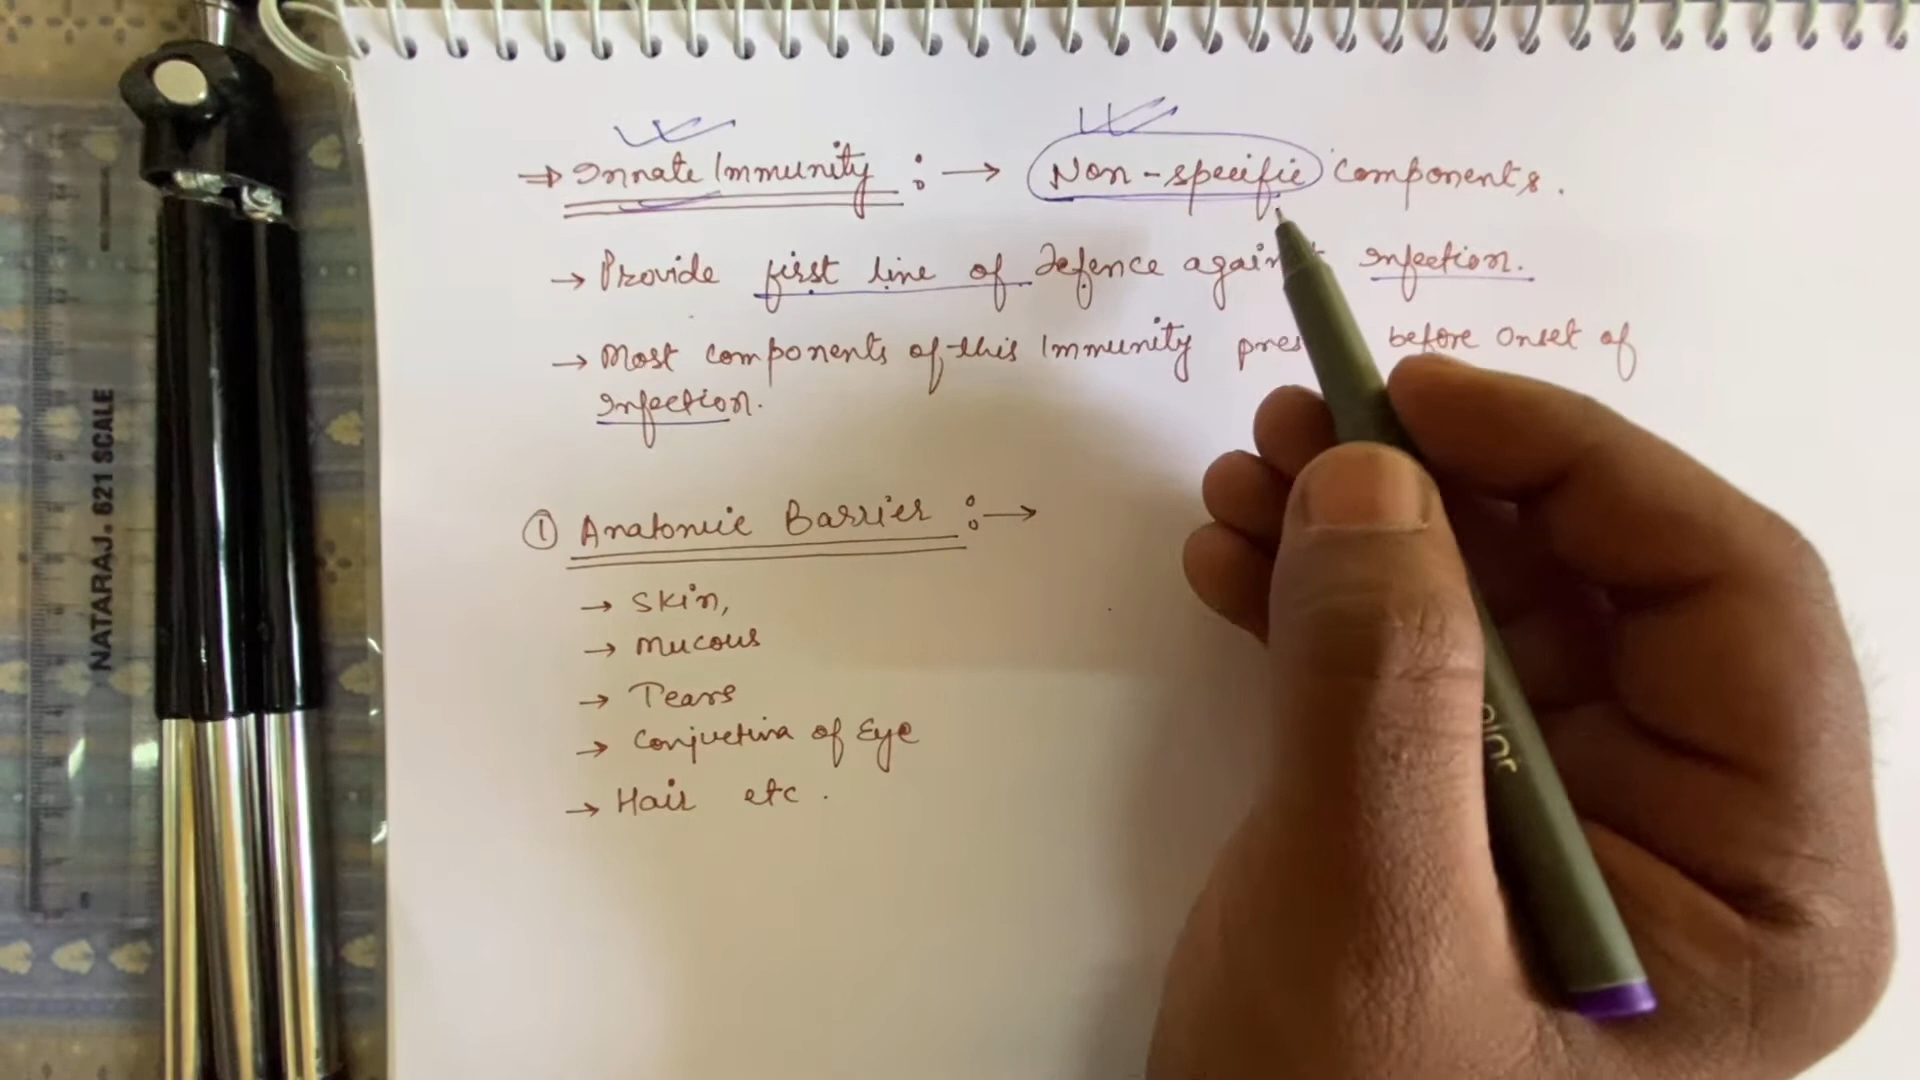 ⇒ Innate Immunity : → Non-specific components.
→ Provide first line of Defence against infection.
→ Most components of this Immunity pres before onset of
Infection.
① Anatomic Barrier : →
→ Skin,
→ Mucous
→ Tears
→ Conjuctiva of Eye
→ Hair etc.
NATARAJ. 621 SCALE